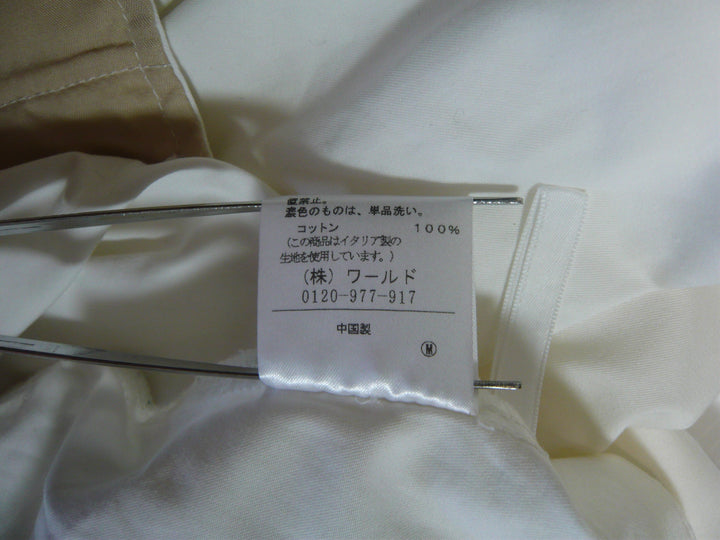 濃色のものは、単品洗い。
コットン 100%
(この商品はイタリア製の
生地を使用しています。)
(株) ワールド
0120-977-917
中国製
M